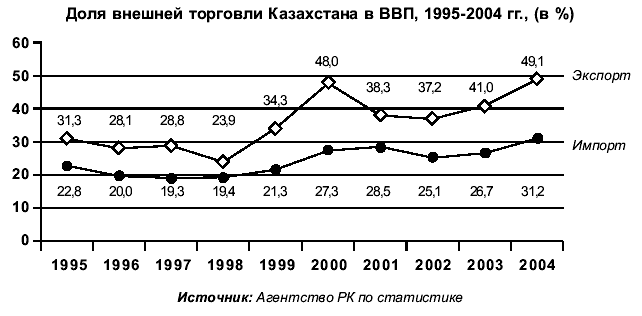 Доля внешней торговли Казахстана в ВВП, 1995-2004 гг., (в %)
60
50
40
30
20
10
0
31,3 28,1 28,8 23,9 34,3 48,0 38,3 37,2 41,0 49,1
Экспорт
Импорт
22,8 20,0 19,3 19,4 21,3 27,3 28,5 25,1 26,7 31,2
1995 1996 1997 1998 1999 2000 2001 2002 2003 2004
Источник: Агентство РК по статистике